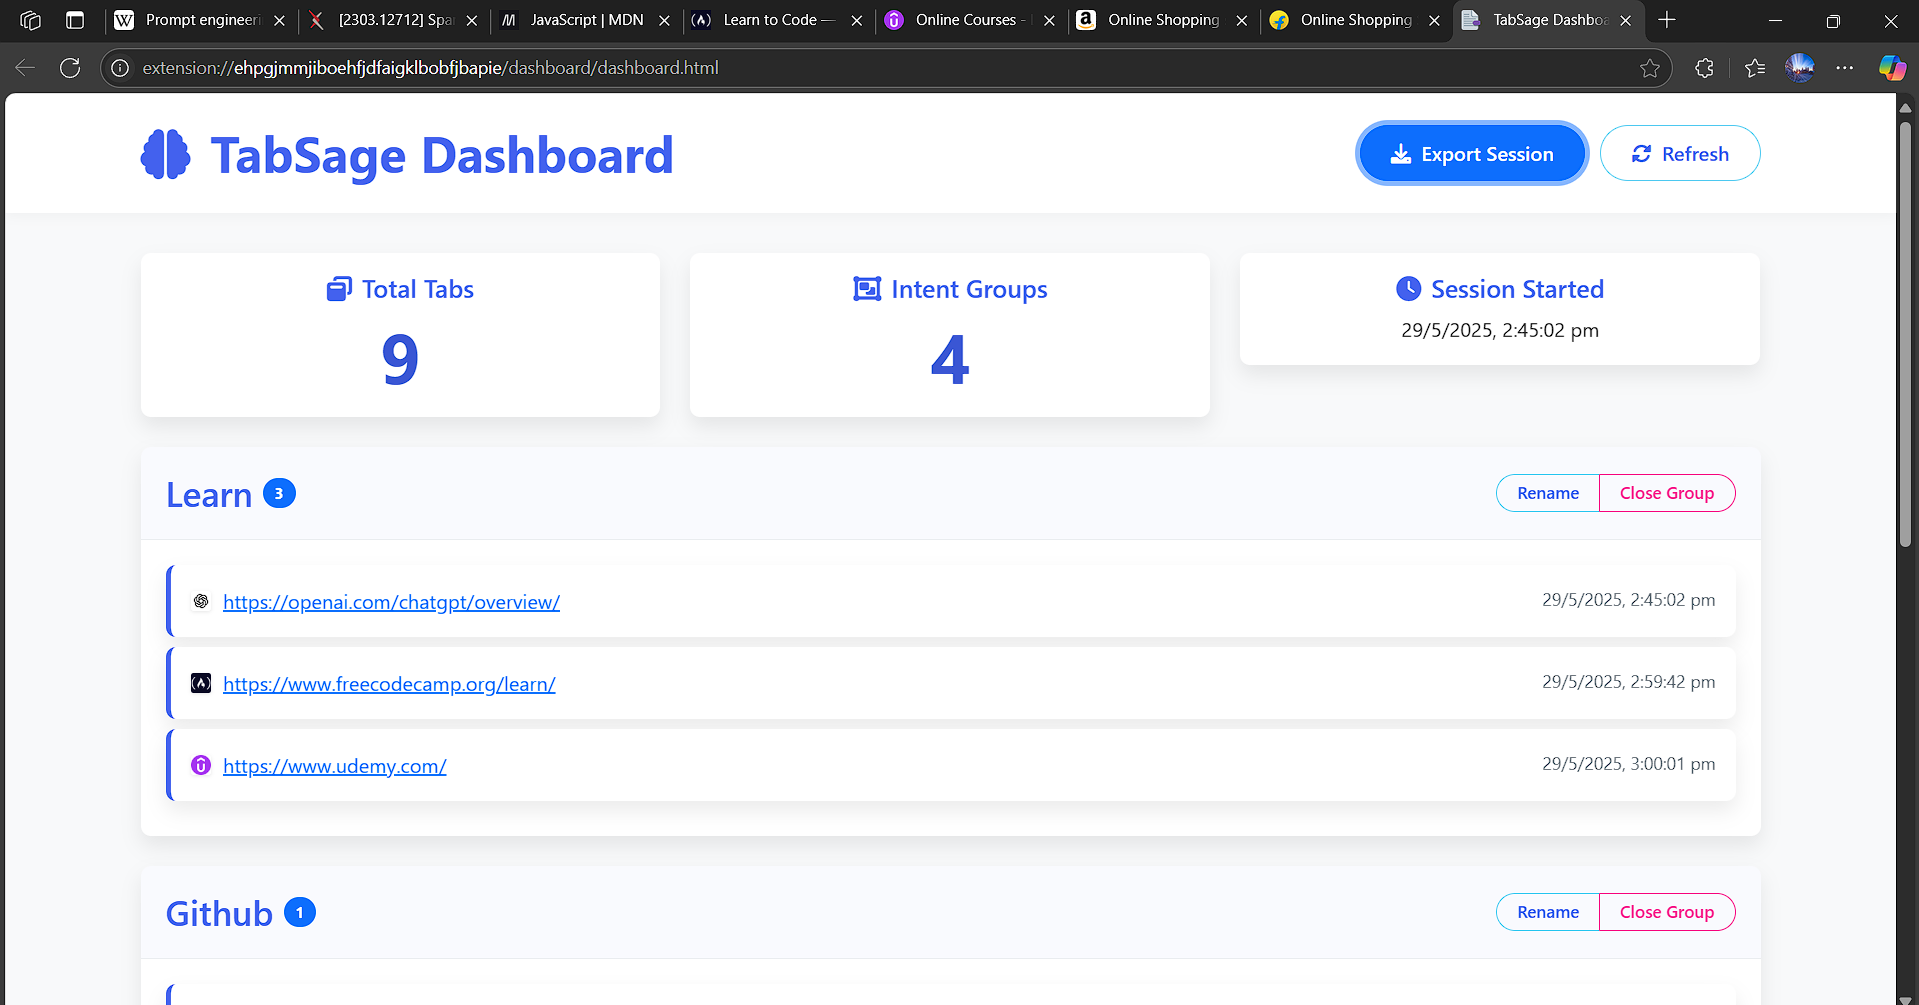 Prompt engineeri
[2303.12712] Spa
JavaScript | MDN
Learn to Code —
Online Courses -
Online Shopping
Online Shopping
TabSage Dashboa
extension://ehpgjmmjiboehfjdfaigklbobfjbapie/dashboard/dashboard.html
TabSage Dashboard
Export Session
Refresh
Total Tabs
9
Intent Groups
4
Session Started
29/5/2025, 2:45:02 pm
Learn 3
Rename
Close Group
https://openai.com/chatgpt/overview/
29/5/2025, 2:45:02 pm
https://www.freecodecamp.org/learn/
29/5/2025, 2:59:42 pm
https://www.udemy.com/
29/5/2025, 3:00:01 pm
Github 1
Rename
Close Group